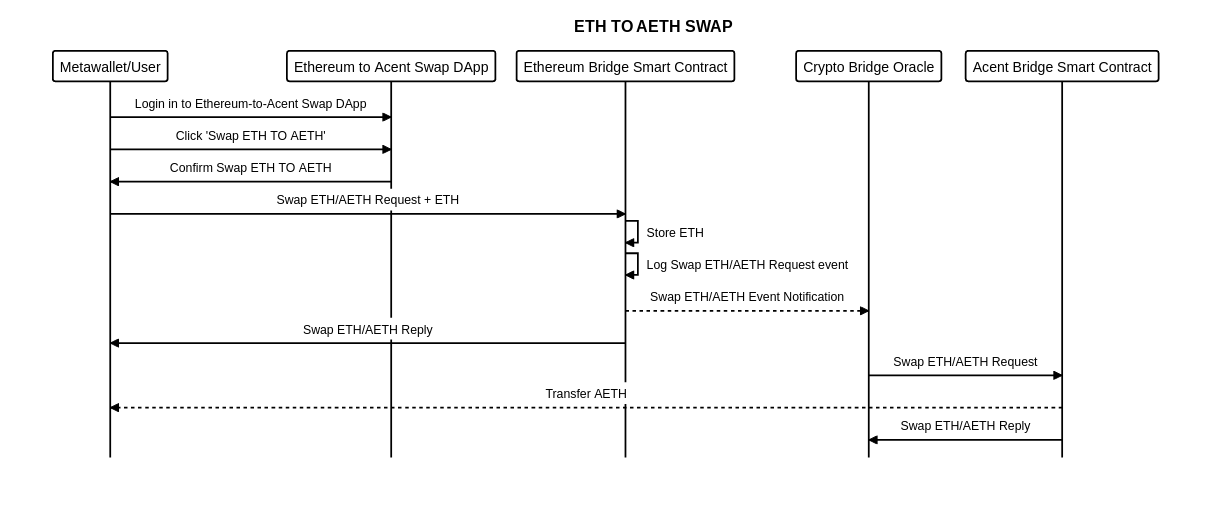 ETH TO AETH SWAP
Metawallet/User
Ethereum to Acent Swap DApp
Ethereum Bridge Smart Contract
Crypto Bridge Oracle
Acent Bridge Smart Contract
Login in to Ethereum-to-Acent Swap DApp
Click 'Swap ETH TO AETH'
Confirm Swap ETH TO AETH
Swap ETH/AETH Request + ETH
Store ETH
Log Swap ETH/AETH Request event
Swap ETH/AETH Event Notification
Swap ETH/AETH Reply
Swap ETH/AETH Request
Transfer AETH
Swap ETH/AETH Reply